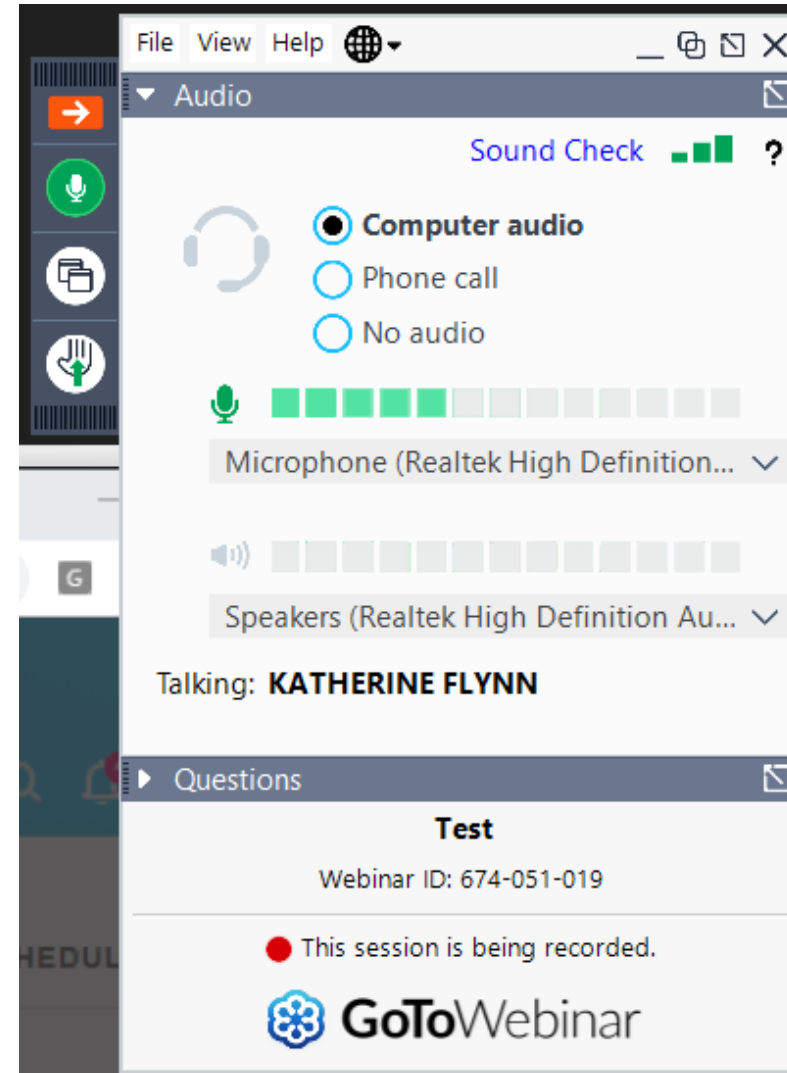 File View Help
Audio
Sound Check ?
Computer audio
Phone call
No audio
Microphone (Realtek High Definition...
G
Speakers (Realtek High Definition Au...
Talking: KATHERINE FLYNN
Questions
Test
Webinar ID: 674-051-019
HEDUL
This session is being recorded.
GoToWebinar